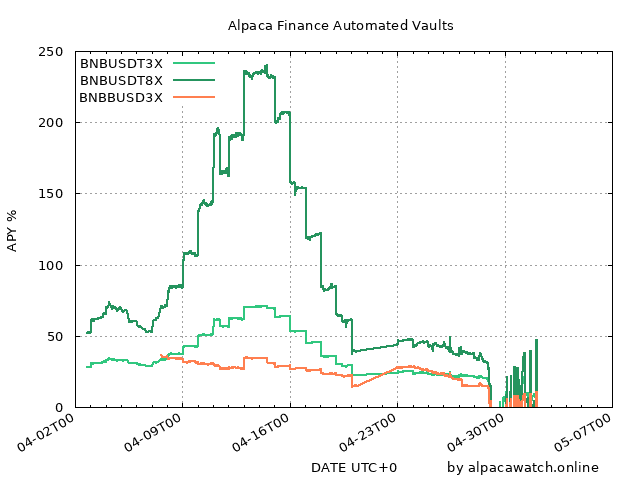 Alpaca Finance Automated Vaults
BNBUSDT3X
BNBUSDT8X
BNBBUSD3X
APY %
250
200
150
100
50
0
04-02T00
04-09T00
04-16T00
04-23T00
04-30T00
05-07T00
DATE UTC+0
by alpacawatch.online